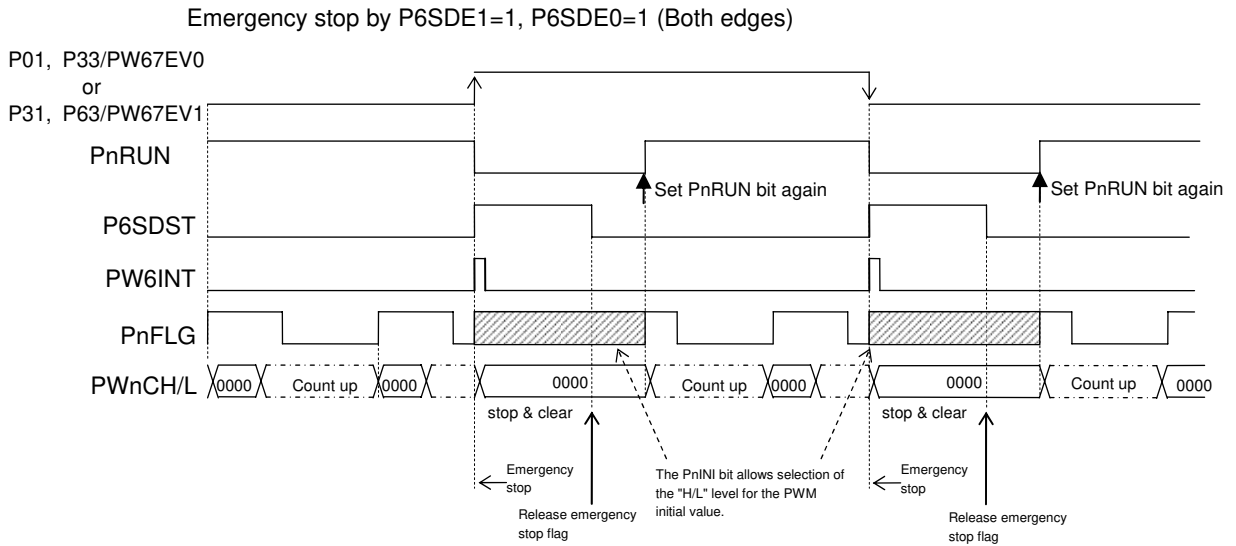 Emergency stop by P6SDE1=1, P6SDE0=1 (Both edges)
P01, P33/PW67EV0
or
P31, P63/PW67EV1
PnRUN
Set PnRUN bit again
Set PnRUN bit again
P6SDST
PW6INT
PnFLG
PWnCH/L
0000
Count up
0000
0000
Count up
0000
0000
Count up
0000
stop & clear
stop & clear
Emergency
stop
The PnINI bit allows selection of
the "H/L" level for the PWM
initial value.
Emergency
stop
Release emergency
stop flag
Release emergency
stop flag